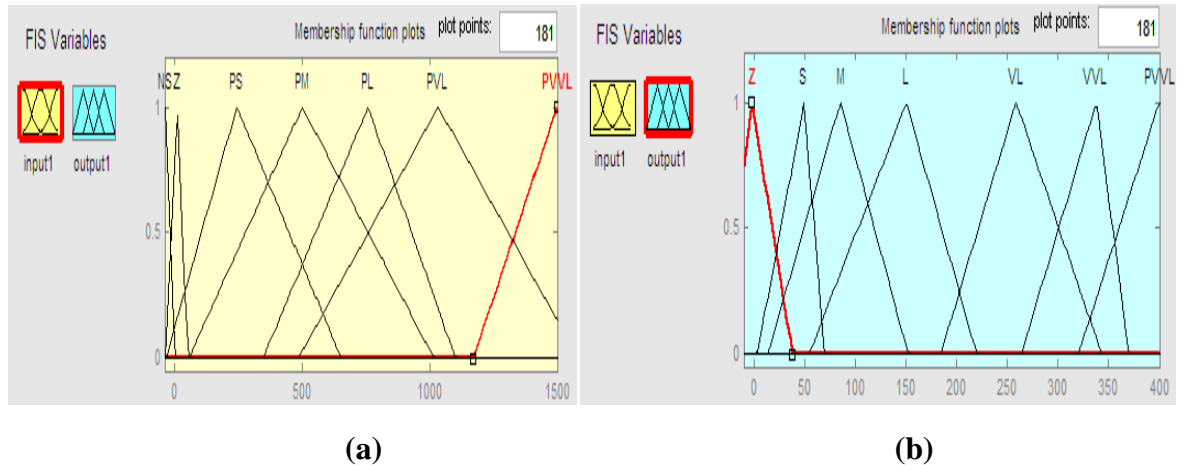 FIS Variables
Membership function plots plot points: 181
NS Z PS PM PL PVL PVVL
1
0.5
0
0 500 1000 1500
input1 output1
(a)
FIS Variables
Membership function plots plot points: 181
Z S M L VL VVL PVVL
1
0.5
0
0 50 100 150 200 250 300 350 400
input1 output1
(b)